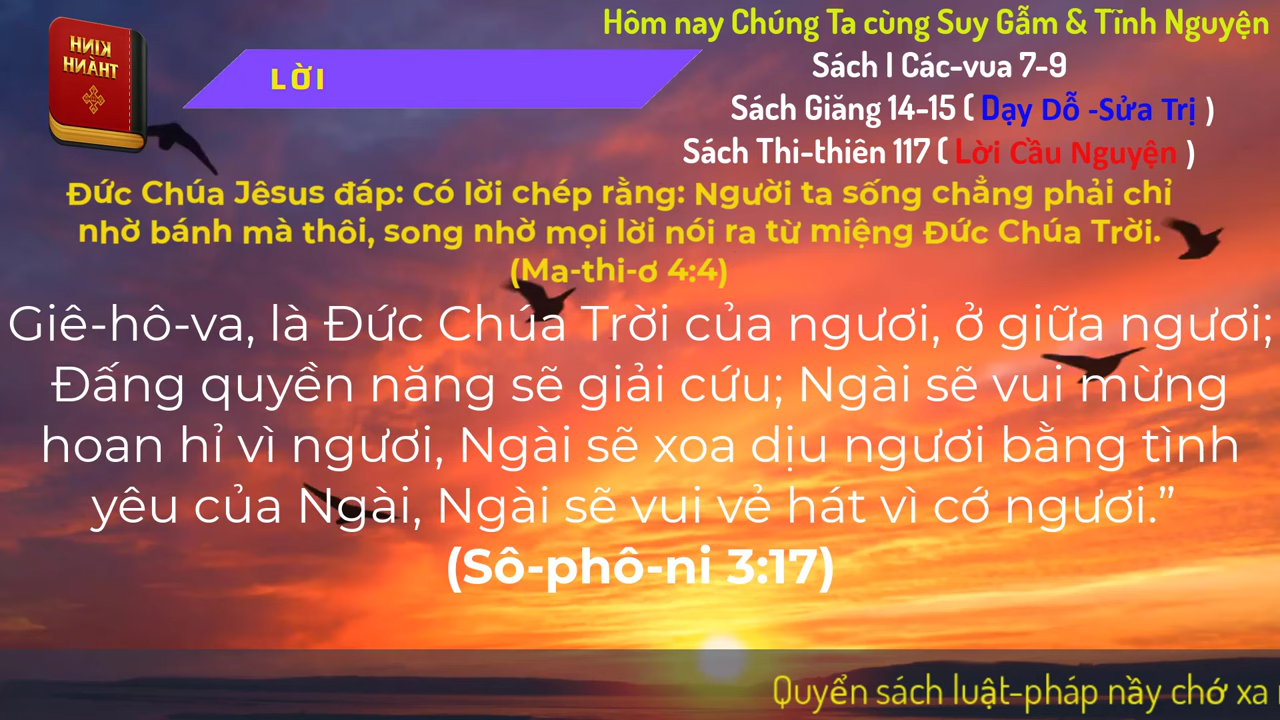 KINH
THÁNH
LỜI
Hôm nay Chúng Ta cùng Suy Gẫm & Tĩnh Nguyện
Sách I Các-vua 7-9
Sách Giăng 14-15 ( Dạy Dỗ -Sửa Trị )
Sách Thi-thiên 117 ( Lời Cầu Nguyện )
Đức Chúa Jêsus đáp: Có lời chép rằng: Người ta sống chẳng phải chỉ
nhờ bánh mà thôi, song nhờ mọi lời nói ra từ miệng Đức Chúa Trời.
(Ma-thi-ơ 4:4)
Giê-hô-va, là Đức Chúa Trời của ngươi, ở giữa ngươi;
Đấng quyền năng sẽ giải cứu; Ngài sẽ vui mừng
hoan hỉ vì ngươi, Ngài sẽ xoa dịu ngươi bằng tình
yêu của Ngài, Ngài sẽ vui vẻ hát vì cớ ngươi.”
(Sô-phô-ni 3:17)
Quyển sách luật-pháp nầy chớ xa